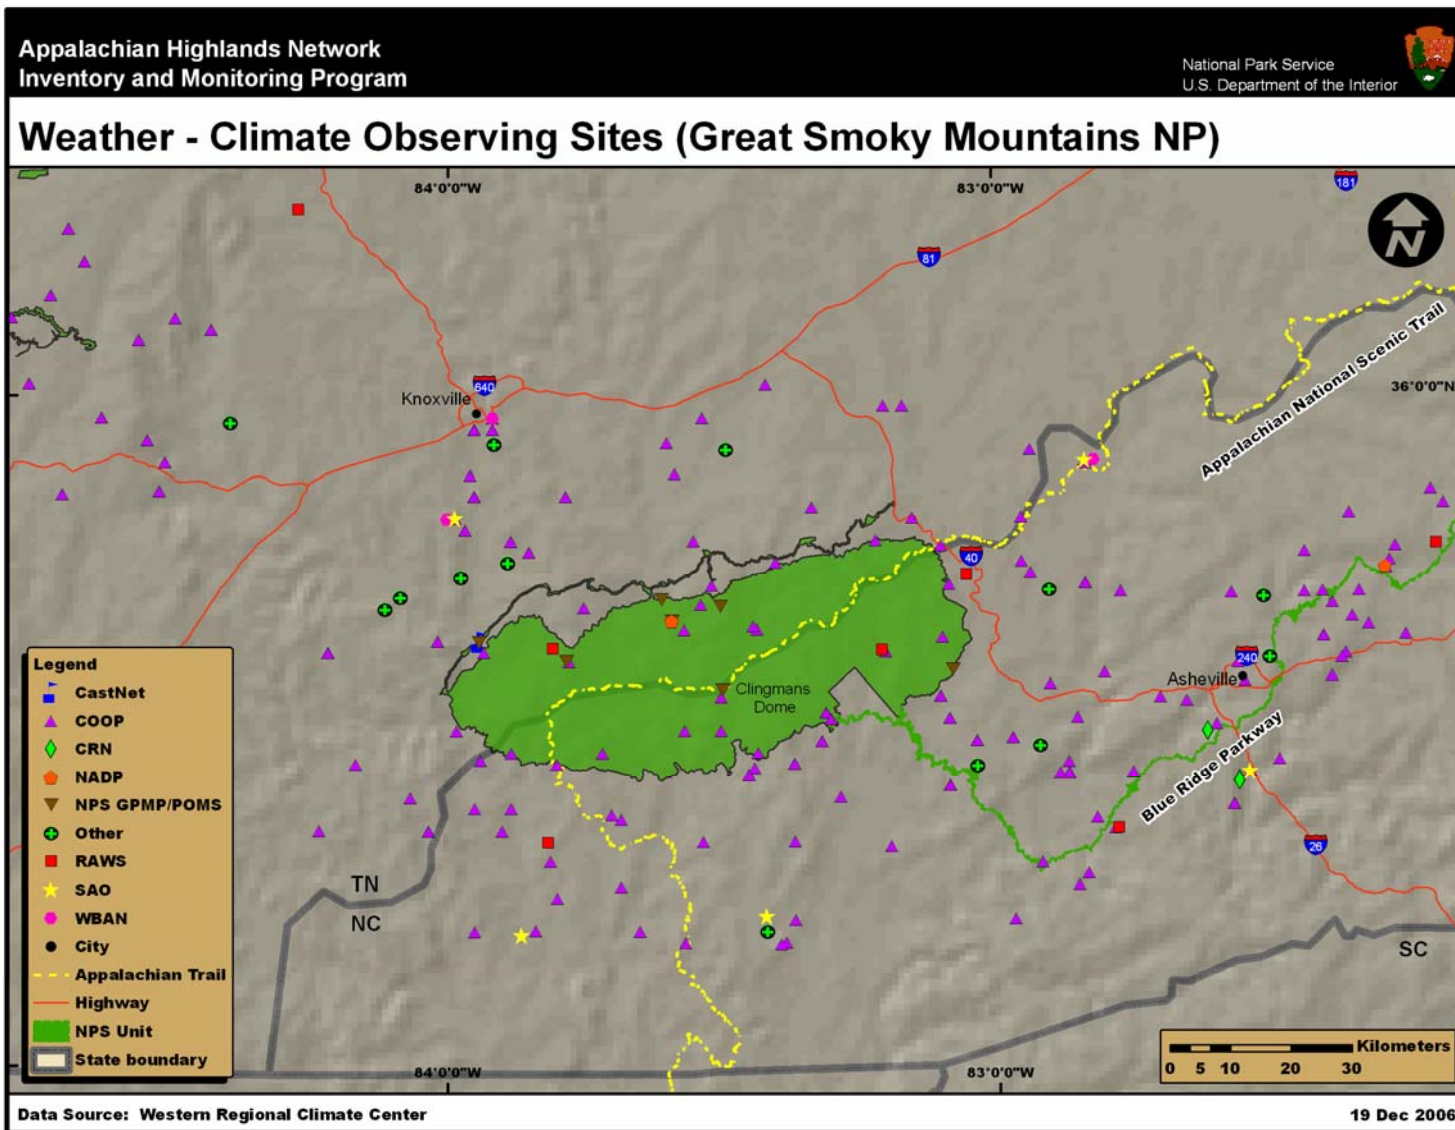 Appalachian Highlands Network
Inventory and Monitoring Program
National Park Service
U.S. Department of the Interior
Weather - Climate Observing Sites (Great Smoky Mountains NP)
84°0'0"W
83°0'0"W
181
N
81
Appalachian National Scenic Trail
36°0'0"N
640
Knoxville
40
Clingmans
Dome
240
Asheville
Blue Ridge Parkway
26
TN
NC
SC
Legend
CastNet
COOP
CRN
NADP
NPS GPMP/POMS
Other
RAWS
SAO
WBAN
City
Appalachian Trail
Highway
NPS Unit
State boundary
Kilometers
0 5 10 20 30
84°0'0"W
83°0'0"W
Data Source: Western Regional Climate Center
19 Dec 2006